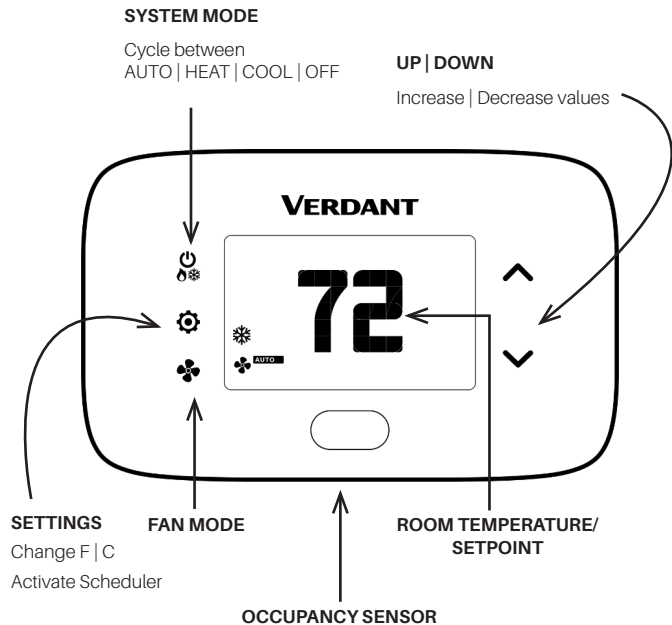 SYSTEM MODE
Cycle between
AUTO | HEAT | COOL | OFF
UP | DOWN
Increase | Decrease values
VERDANT
72
AUTO
SETTINGS
Change F | C
Activate Scheduler
FAN MODE
ROOM TEMPERATURE/
SETPOINT
OCCUPANCY SENSOR